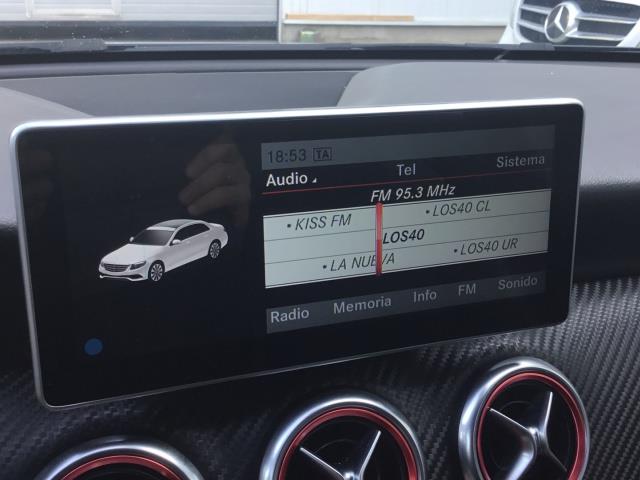 18:53 TA
Audio Tel Sistema
FM 95.3 MHz
• KISS FM • LOS40 CL
LOS40
• LA NUEVA • LOS40 UR
Radio Memoria Info FM Sonido